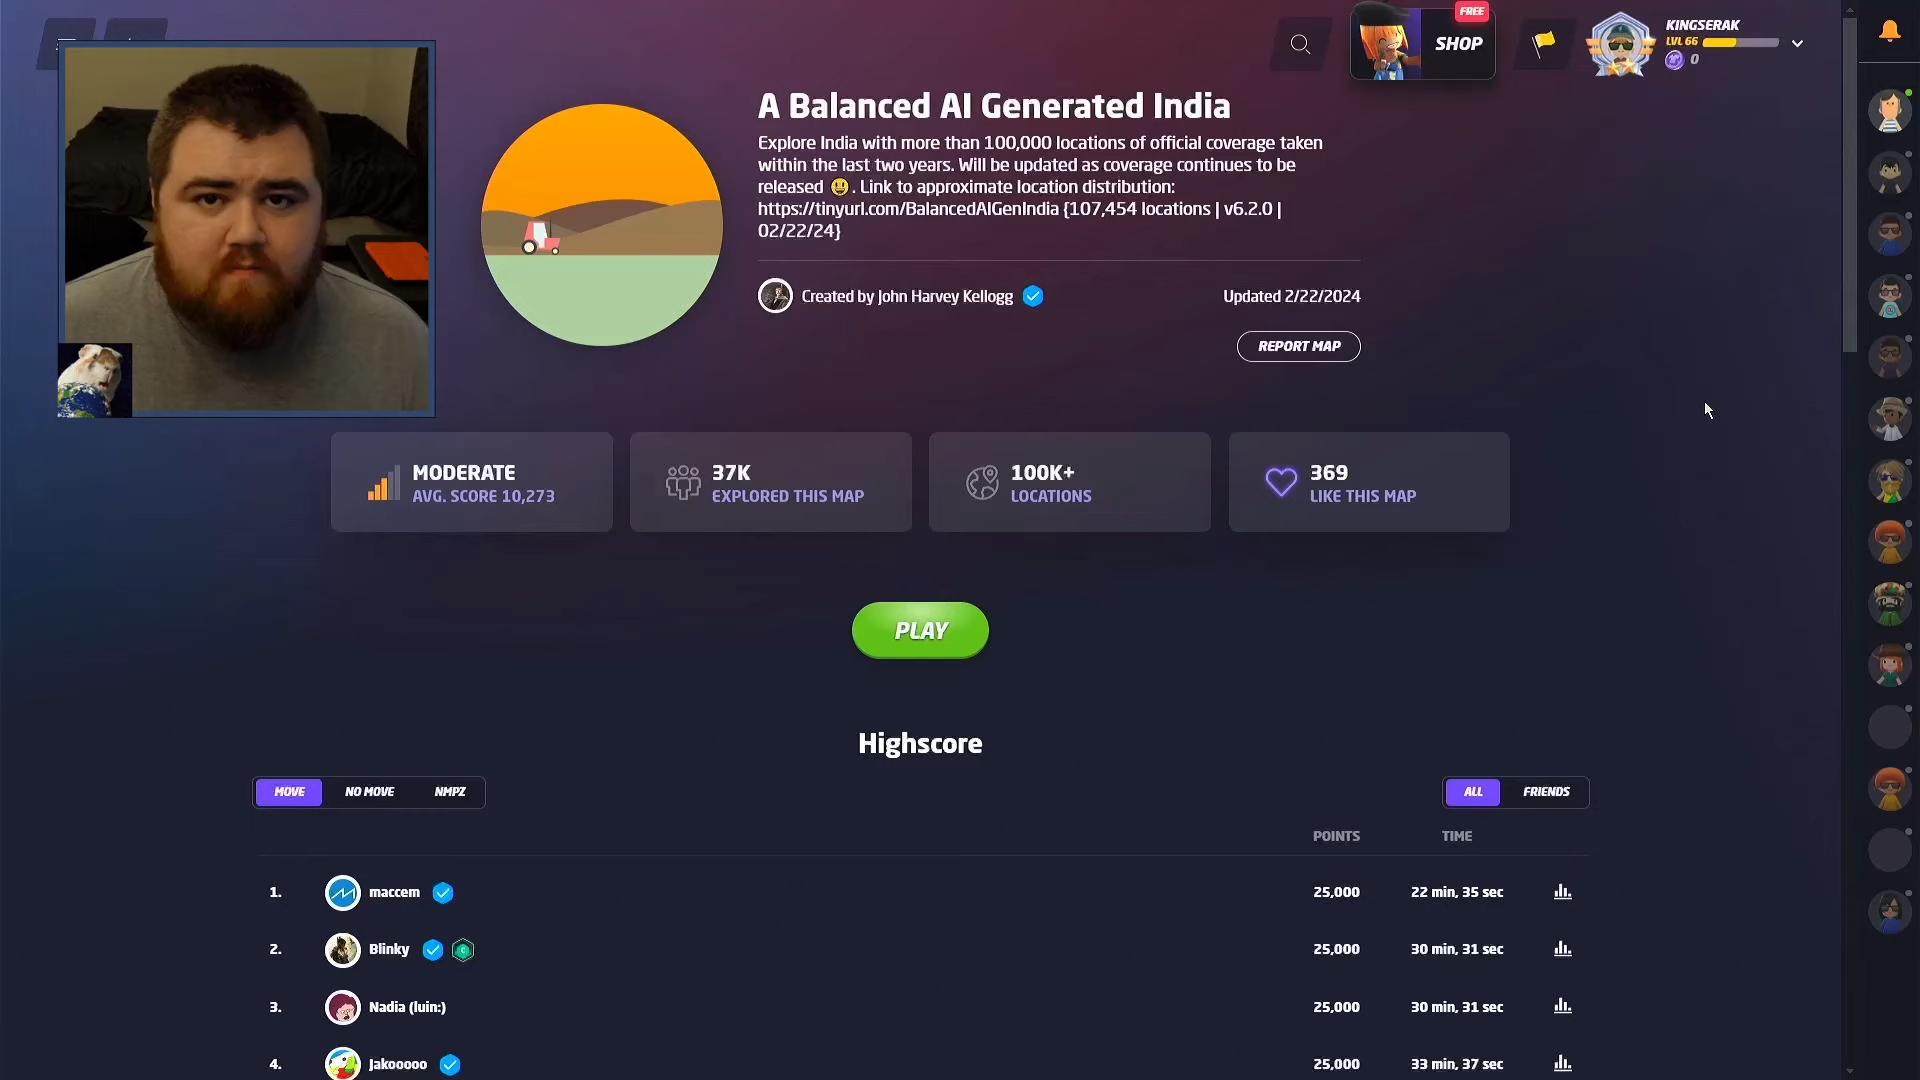 FREE
SHOP
KINGSERAK
LVL 66
0
A Balanced AI Generated India
Explore India with more than 100,000 locations of official coverage taken
within the last two years. Will be updated as coverage continues to be
released 😃. Link to approximate location distribution:
https://tinyurl.com/BalancedAIGenIndia {107,454 locations | v6.2.0 |
02/22/24}
Created by John Harvey Kellogg
Updated 2/22/2024
REPORT MAP
MODERATE
AVG. SCORE 10,273
37K
EXPLORED THIS MAP
100K+
LOCATIONS
369
LIKE THIS MAP
PLAY
Highscore
MOVE NO MOVE NMPZ
ALL FRIENDS
POINTS TIME
1. maccem 25,000 22 min, 35 sec
2. Blinky 25,000 30 min, 31 sec
3. Nadia (luin:) 25,000 30 min, 31 sec
4. Jakooooo 25,000 33 min, 37 sec